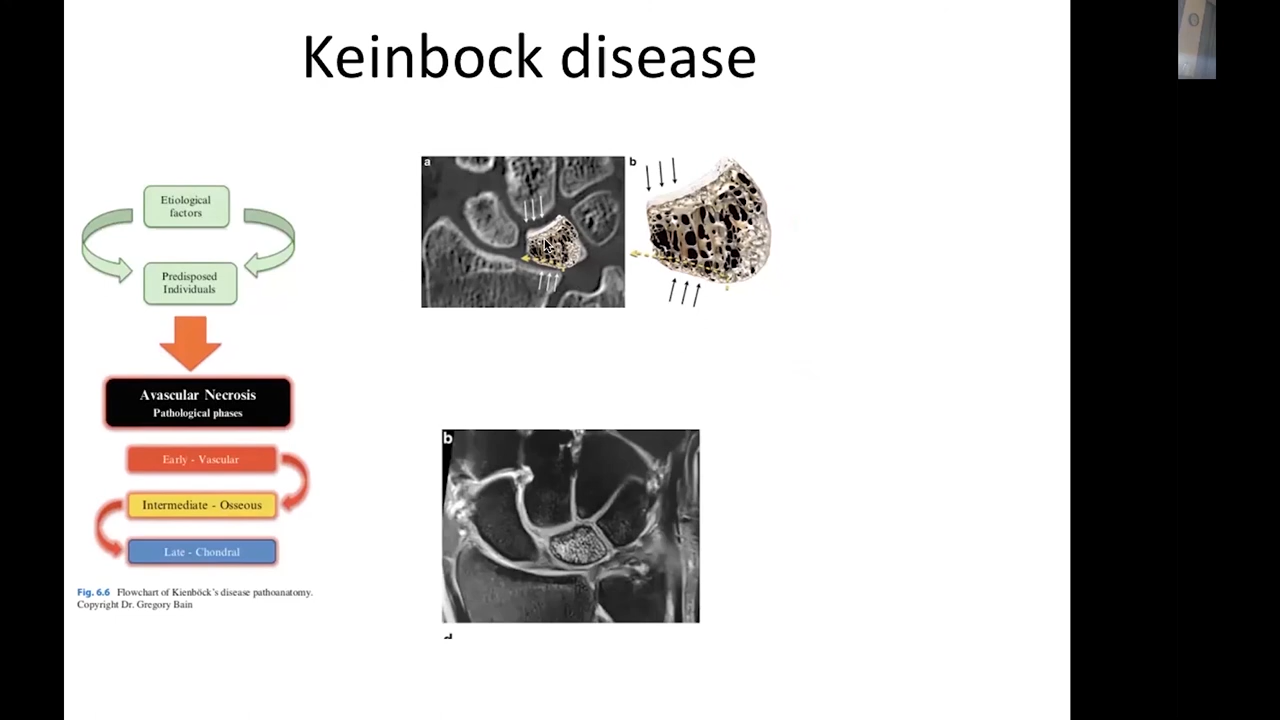 Keinbock disease
Etiological
factors
Predisposed
Individuals
Avascular Necrosis
Pathological phases
Early - Vascular
Intermediate - Osseous
Late - Chondral
Fig. 6.6 Flowchart of Kienböck's disease pathoanatomy.
Copyright Dr. Gregory Bain
a
b
b